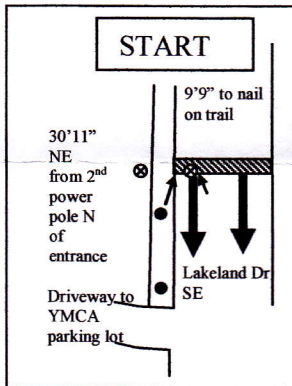 START
9’9” to nail
on trail
30’11”
NE
from 2nd
power
pole N
of
entrance
Lakeland Dr
SE
Driveway to
YMCA
parking lot